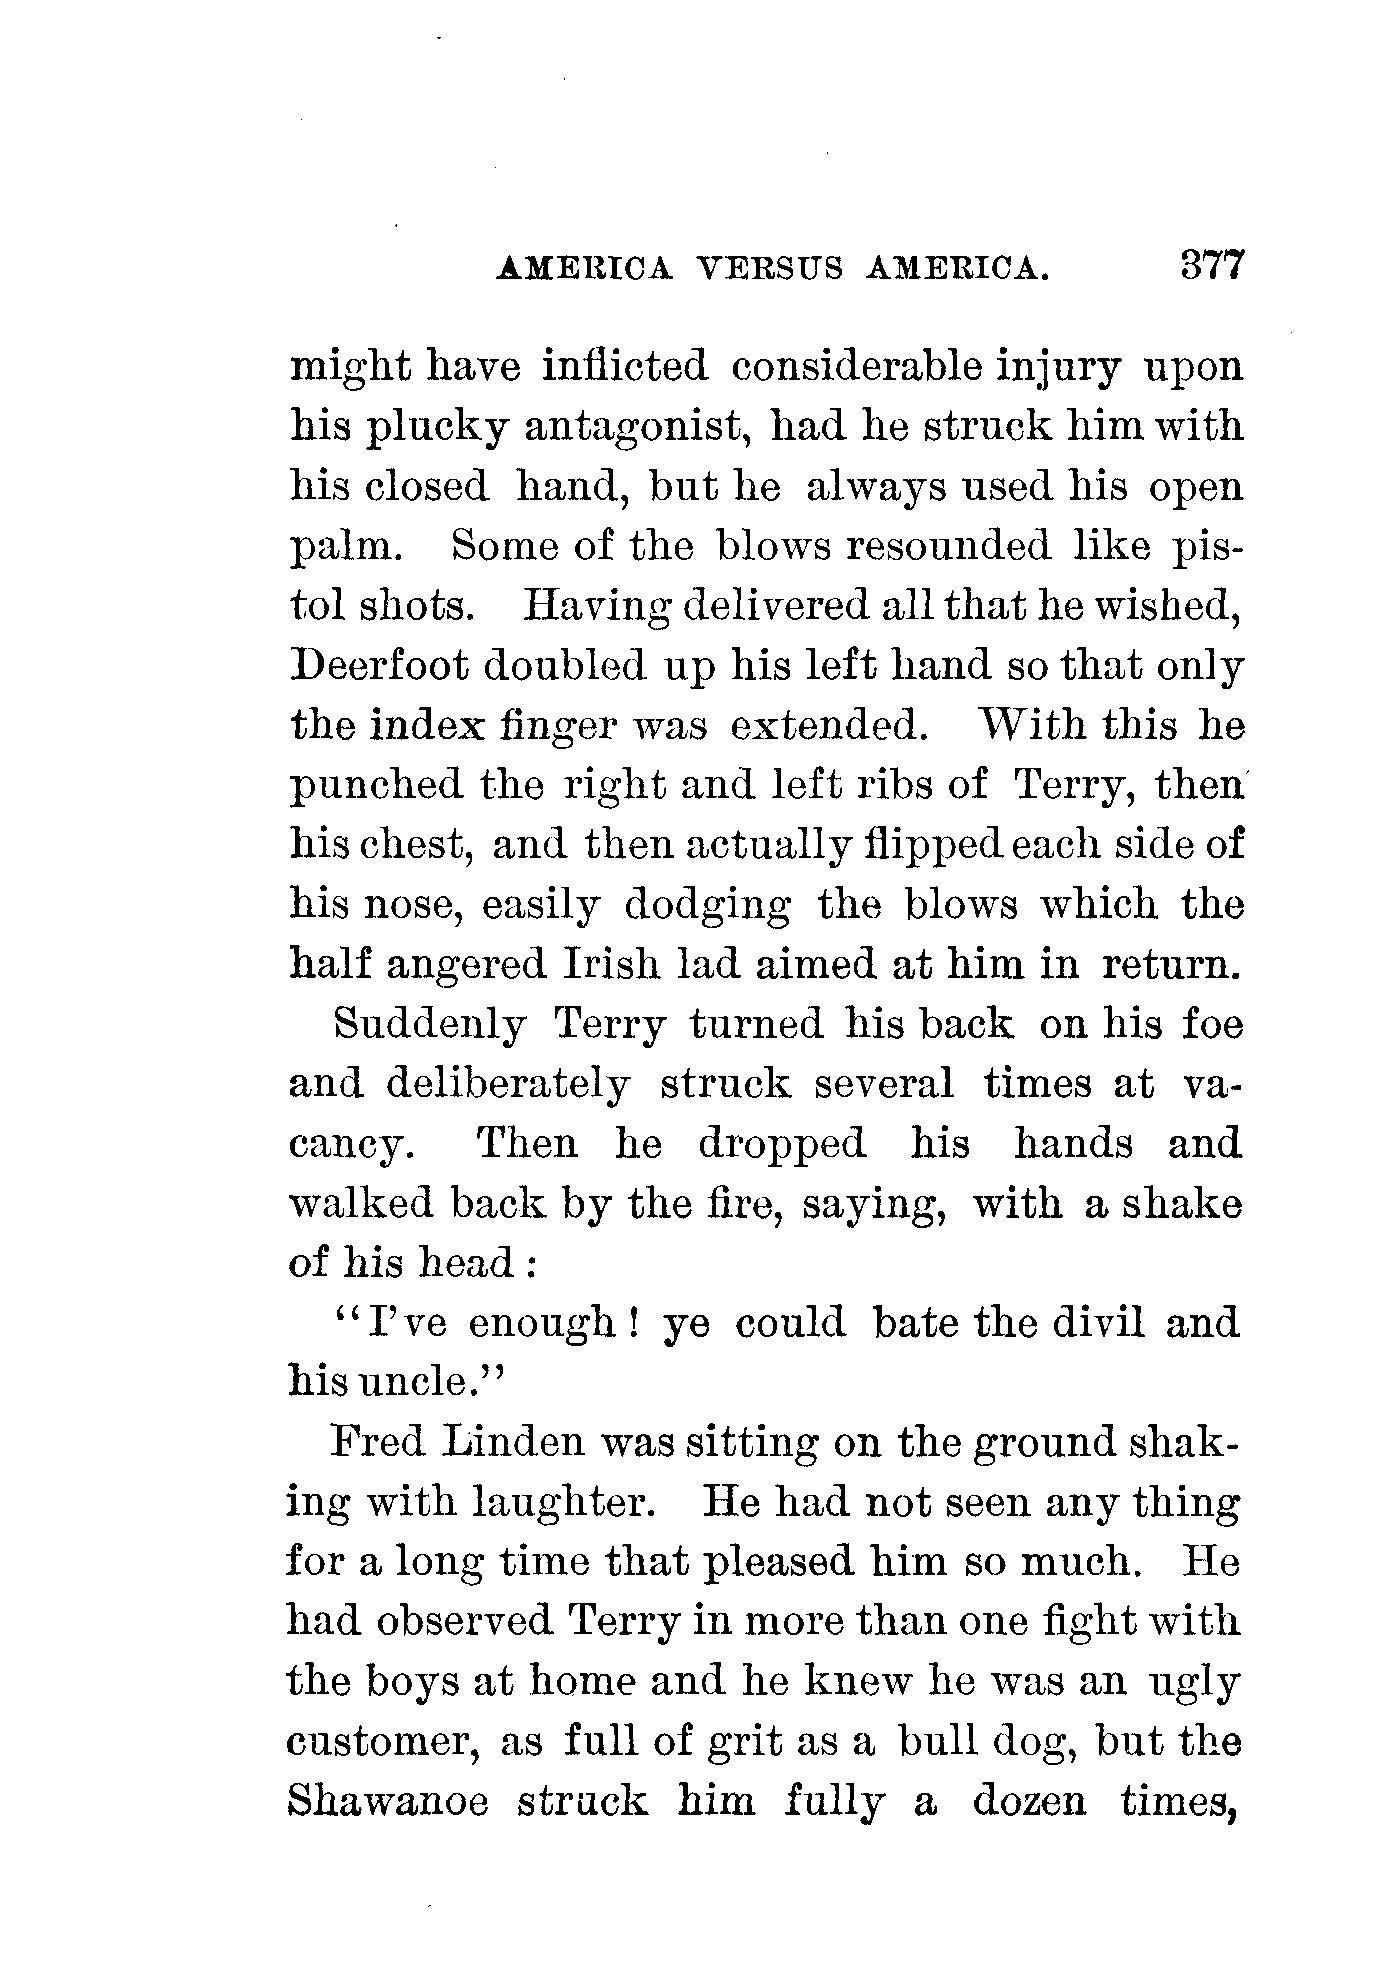 AMERICA VERSUS AMERICA. 377
might have inflicted considerable injury upon
his plucky antagonist, had he struck him with
his closed hand, but he always used his open
palm. Some of the blows resounded like pis-
tol shots. Having delivered all that he wished,
Deerfoot doubled up his left hand so that only
the index finger was extended. With this he
punched the right and left ribs of Terry, then
his chest, and then actually flipped each side of
his nose, easily dodging the blows which the
half angered Irish lad aimed at him in return.
Suddenly Terry turned his back on his foe
and deliberately struck several times at va-
cancy. Then he dropped his hands and
walked back by the fire, saying, with a shake
of his head :
"I've enough ! ye could bate the divil and
his uncle."
Fred Linden was sitting on the ground shak-
ing with laughter. He had not seen any thing
for a long time that pleased him so much. He
had observed Terry in more than one fight with
the boys at home and he knew he was an ugly
customer, as full of grit as a bull dog, but the
Shawanoe struck him fully a dozen times,